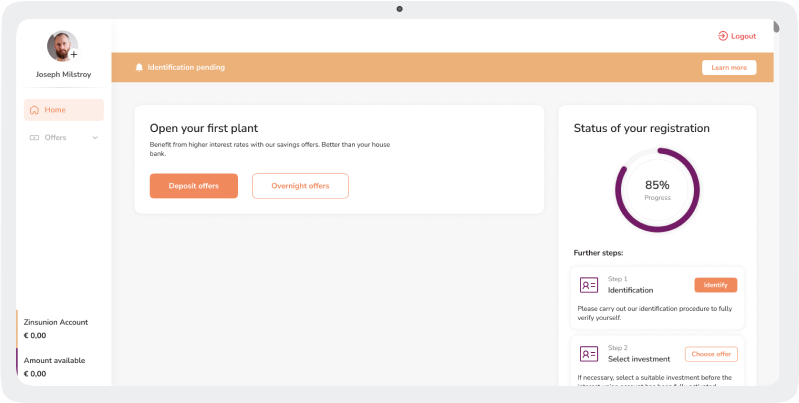 Joseph Milstroy
Home
Offers
Zinsunion Account
€ 0,00
Amount available
€ 0,00
Logout
Identification pending
Learn more
Open your first plant
Benefit from higher interest rates with our savings offers. Better than your house
bank.
Deposit offers
Overnight offers
Status of your registration
85%
Progress
Further steps:
Step 1
Identification
Identify
Please carry out our identification procedure to fully
verify yourself.
Step 2
Select investment
Choose offer
If necessary, select a suitable investment before the